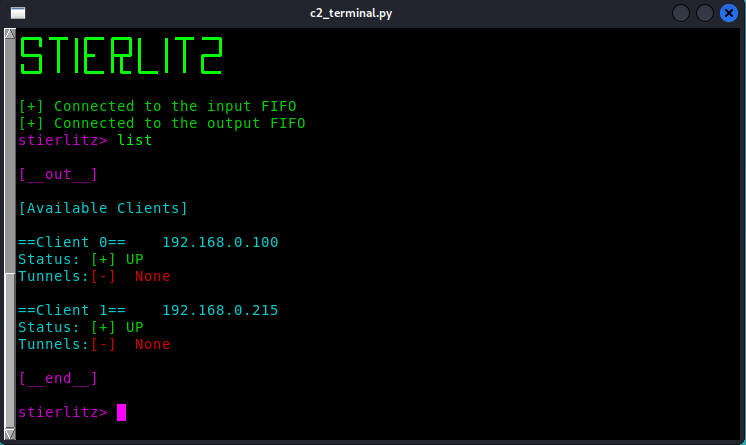 c2_terminal.py
STIERLITZ
[+] Connected to the input FIFO
[+] Connected to the output FIFO
stierlitz> list
[__out__]
[Available Clients]
==Client 0==    192.168.0.100
Status: [+] UP
Tunnels:[-]  None
==Client 1==    192.168.0.215
Status: [+] UP
Tunnels:[-]  None
[__end__]
stierlitz>